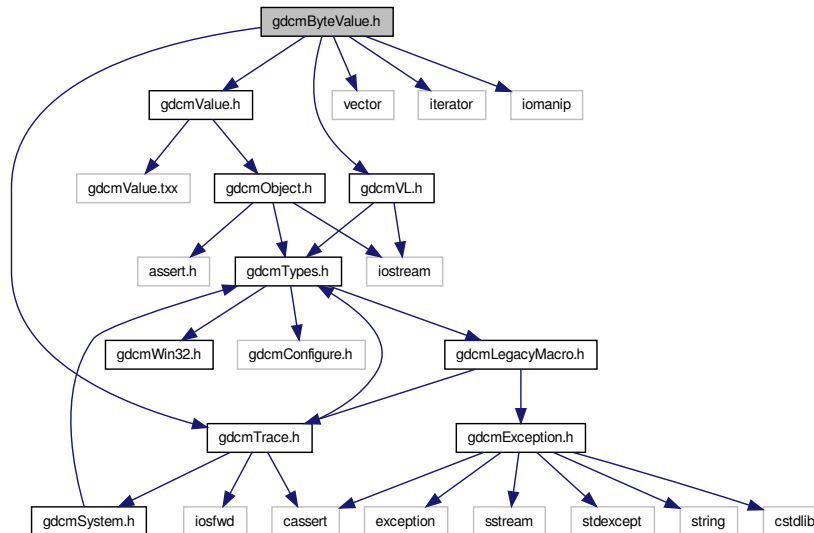 gdcmByteValue.h
gdcmValue.h
vector
iterator
iomanip
gdcmValue.txx
gdcmObject.h
gdcmVL.h
assert.h
gdcmTypes.h
iostream
gdcmWin32.h
gdcmConfigure.h
gdcmLegacyMacro.h
gdcmTrace.h
gdcmException.h
gdcmSystem.h
iosfwd
cassert
exception
sstream
stdexcept
string
cstdlib